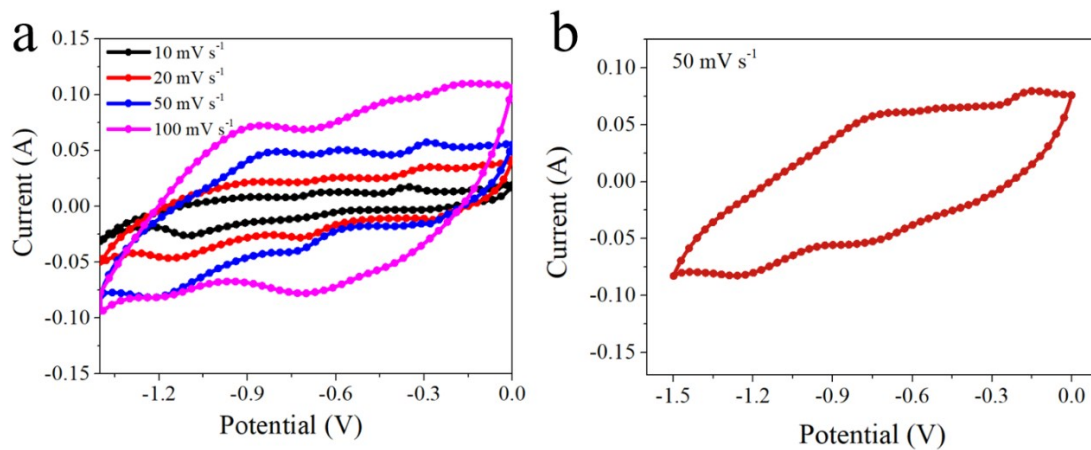 a
0.15
0.10
0.05
0.00
-0.05
-0.10
-0.15
Current (A)
10 mV s⁻¹
20 mV s⁻¹
50 mV s⁻¹
100 mV s⁻¹
-1.2
-0.9
-0.6
-0.3
0.0
Potential (V)
b
50 mV s⁻¹
0.10
0.05
0.00
-0.05
-0.10
-0.15
Current (A)
-1.5
-1.2
-0.9
-0.6
-0.3
0.0
Potential (V)